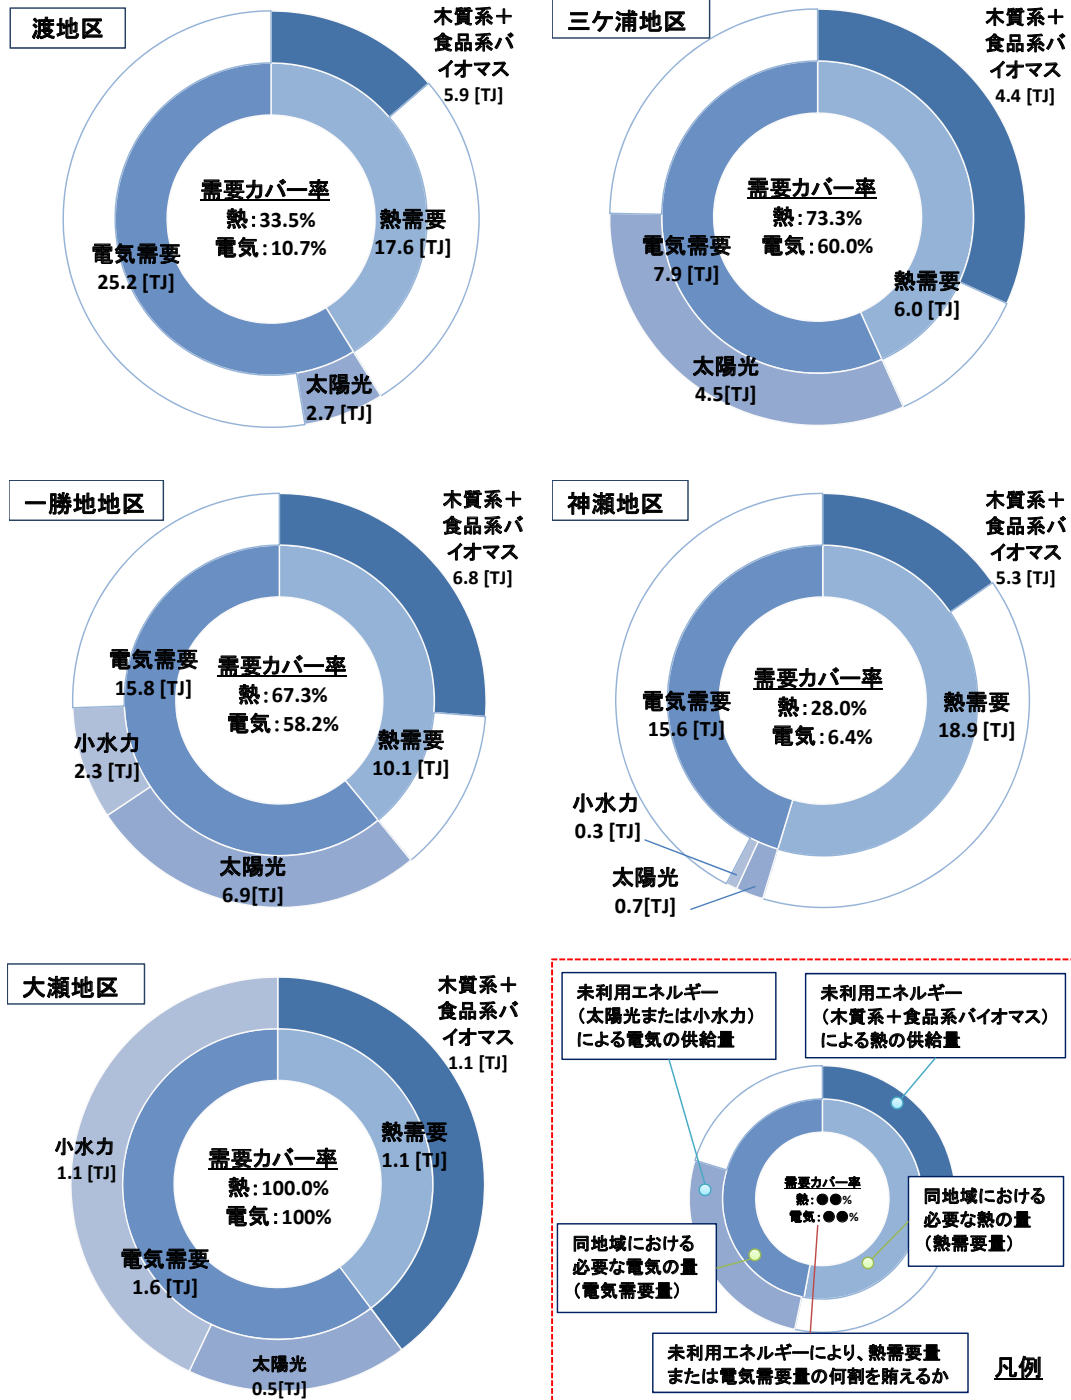 渡地区
木質系＋
食品系バ
イオマス
5.9 [TJ]
需要カバー率
熱：33.5%
電気：10.7%
熱需要
17.6 [TJ]
電気需要
25.2 [TJ]
太陽光
2.7 [TJ]
三ケ浦地区
木質系＋
食品系バ
イオマス
4.4 [TJ]
需要カバー率
熱：73.3%
電気：60.0%
電気需要
7.9 [TJ]
熱需要
6.0 [TJ]
太陽光
4.5[TJ]
一勝地地区
木質系＋
食品系バ
イオマス
6.8 [TJ]
需要カバー率
熱：67.3%
電気：58.2%
電気需要
15.8 [TJ]
熱需要
10.1 [TJ]
小水力
2.3 [TJ]
太陽光
6.9[TJ]
神瀬地区
木質系＋
食品系バ
イオマス
5.3 [TJ]
需要カバー率
熱：28.0%
電気：6.4%
電気需要
15.6 [TJ]
熱需要
18.9 [TJ]
小水力
0.3 [TJ]
太陽光
0.7[TJ]
大瀬地区
木質系＋
食品系バ
イオマス
1.1 [TJ]
需要カバー率
熱：100.0%
電気：100%
熱需要
1.1 [TJ]
小水力
1.1 [TJ]
電気需要
1.6 [TJ]
太陽光
0.5[TJ]
未利用エネルギー
（太陽光または小水力）
による電気の供給量
未利用エネルギー
（木質系＋食品系バイオマス）
による熱の供給量
需要カバー率
熱：●●%
電気：●●%
同地域における
必要な熱の量
（熱需要量）
同地域における
必要な電気の量
（電気需要量）
未利用エネルギーにより、熱需要量
または電気需要量の何割を賄えるか
凡例